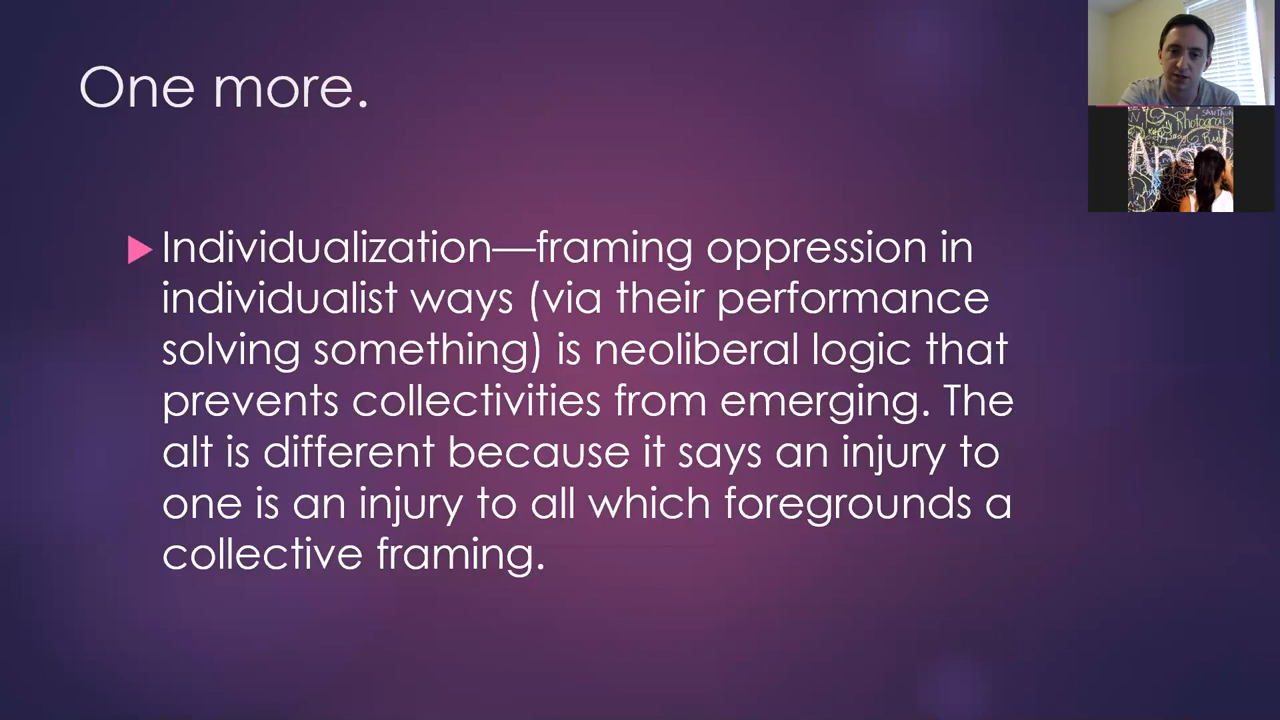 One more.
Individualization—framing oppression in
individualist ways (via their performance
solving something) is neoliberal logic that
prevents collectivities from emerging. The
alt is different because it says an injury to
one is an injury to all which foregrounds a
collective framing.